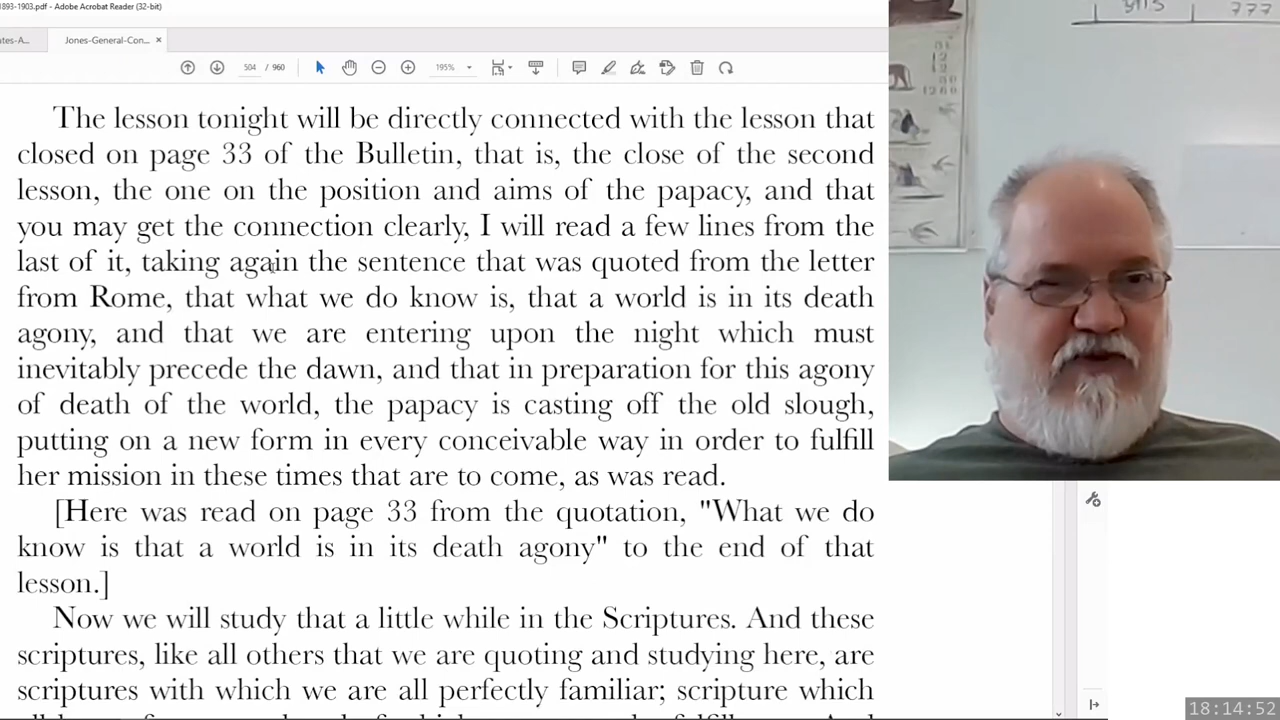 1893-1903.pdf - Adobe Acrobat Reader (32-bit)
tes-A...
Jones-General-Con...
504 / 960
195%
The lesson tonight will be directly connected with the lesson that
closed on page 33 of the Bulletin, that is, the close of the second
lesson, the one on the position and aims of the papacy, and that
you may get the connection clearly, I will read a few lines from the
last of it, taking again the sentence that was quoted from the letter
from Rome, that what we do know is, that a world is in its death
agony, and that we are entering upon the night which must
inevitably precede the dawn, and that in preparation for this agony
of death of the world, the papacy is casting off the old slough,
putting on a new form in every conceivable way in order to fulfill
her mission in these times that are to come, as was read.
[Here was read on page 33 from the quotation, "What we do
know is that a world is in its death agony" to the end of that
lesson.]
Now we will study that a little while in the Scriptures. And these
scriptures, like all others that we are quoting and studying here, are
scriptures with which we are all perfectly familiar; scripture which
777
1260
18:14:52